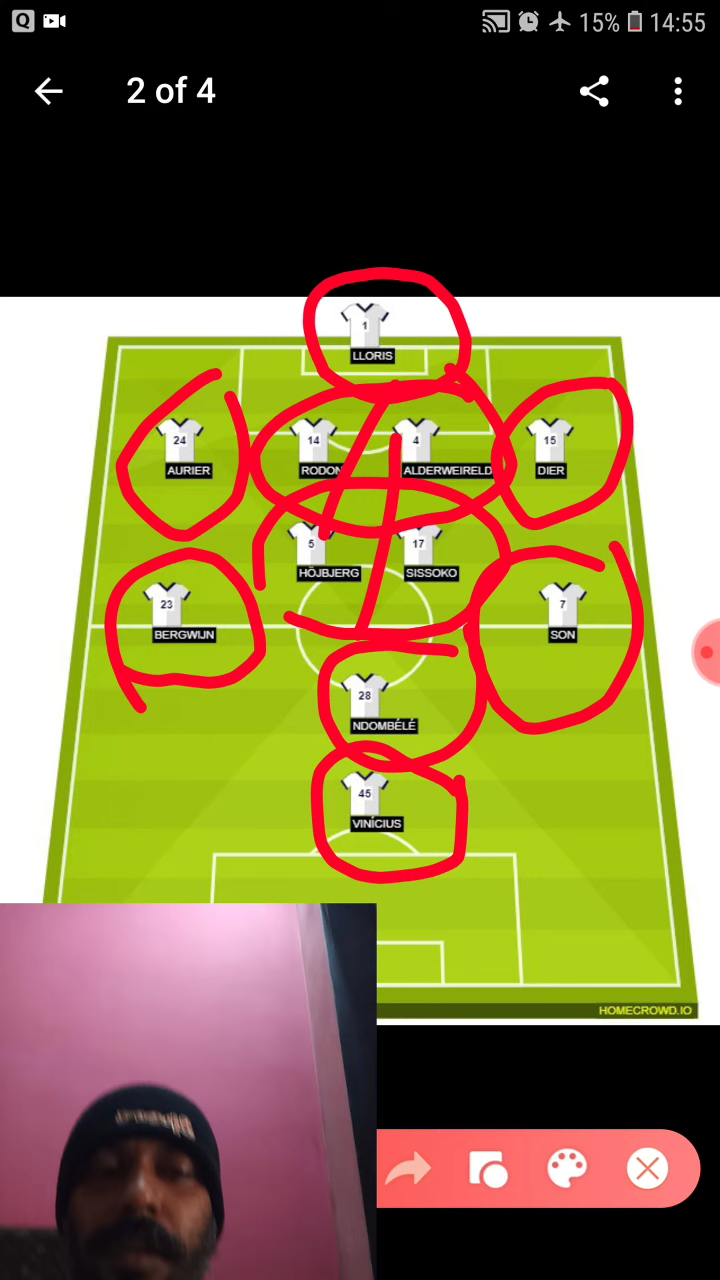 Q 15% 14:55
2 of 4
1
LLORIS
24 14 4 15
AURIER RODON ALDERWEIRELD DIER
5 17
HÖJBJERG SISSOKO
23 7
BERGWIJN SON
28
NDOMBÉLÉ
45
VINÍCIUS
HOMECROWD.IO